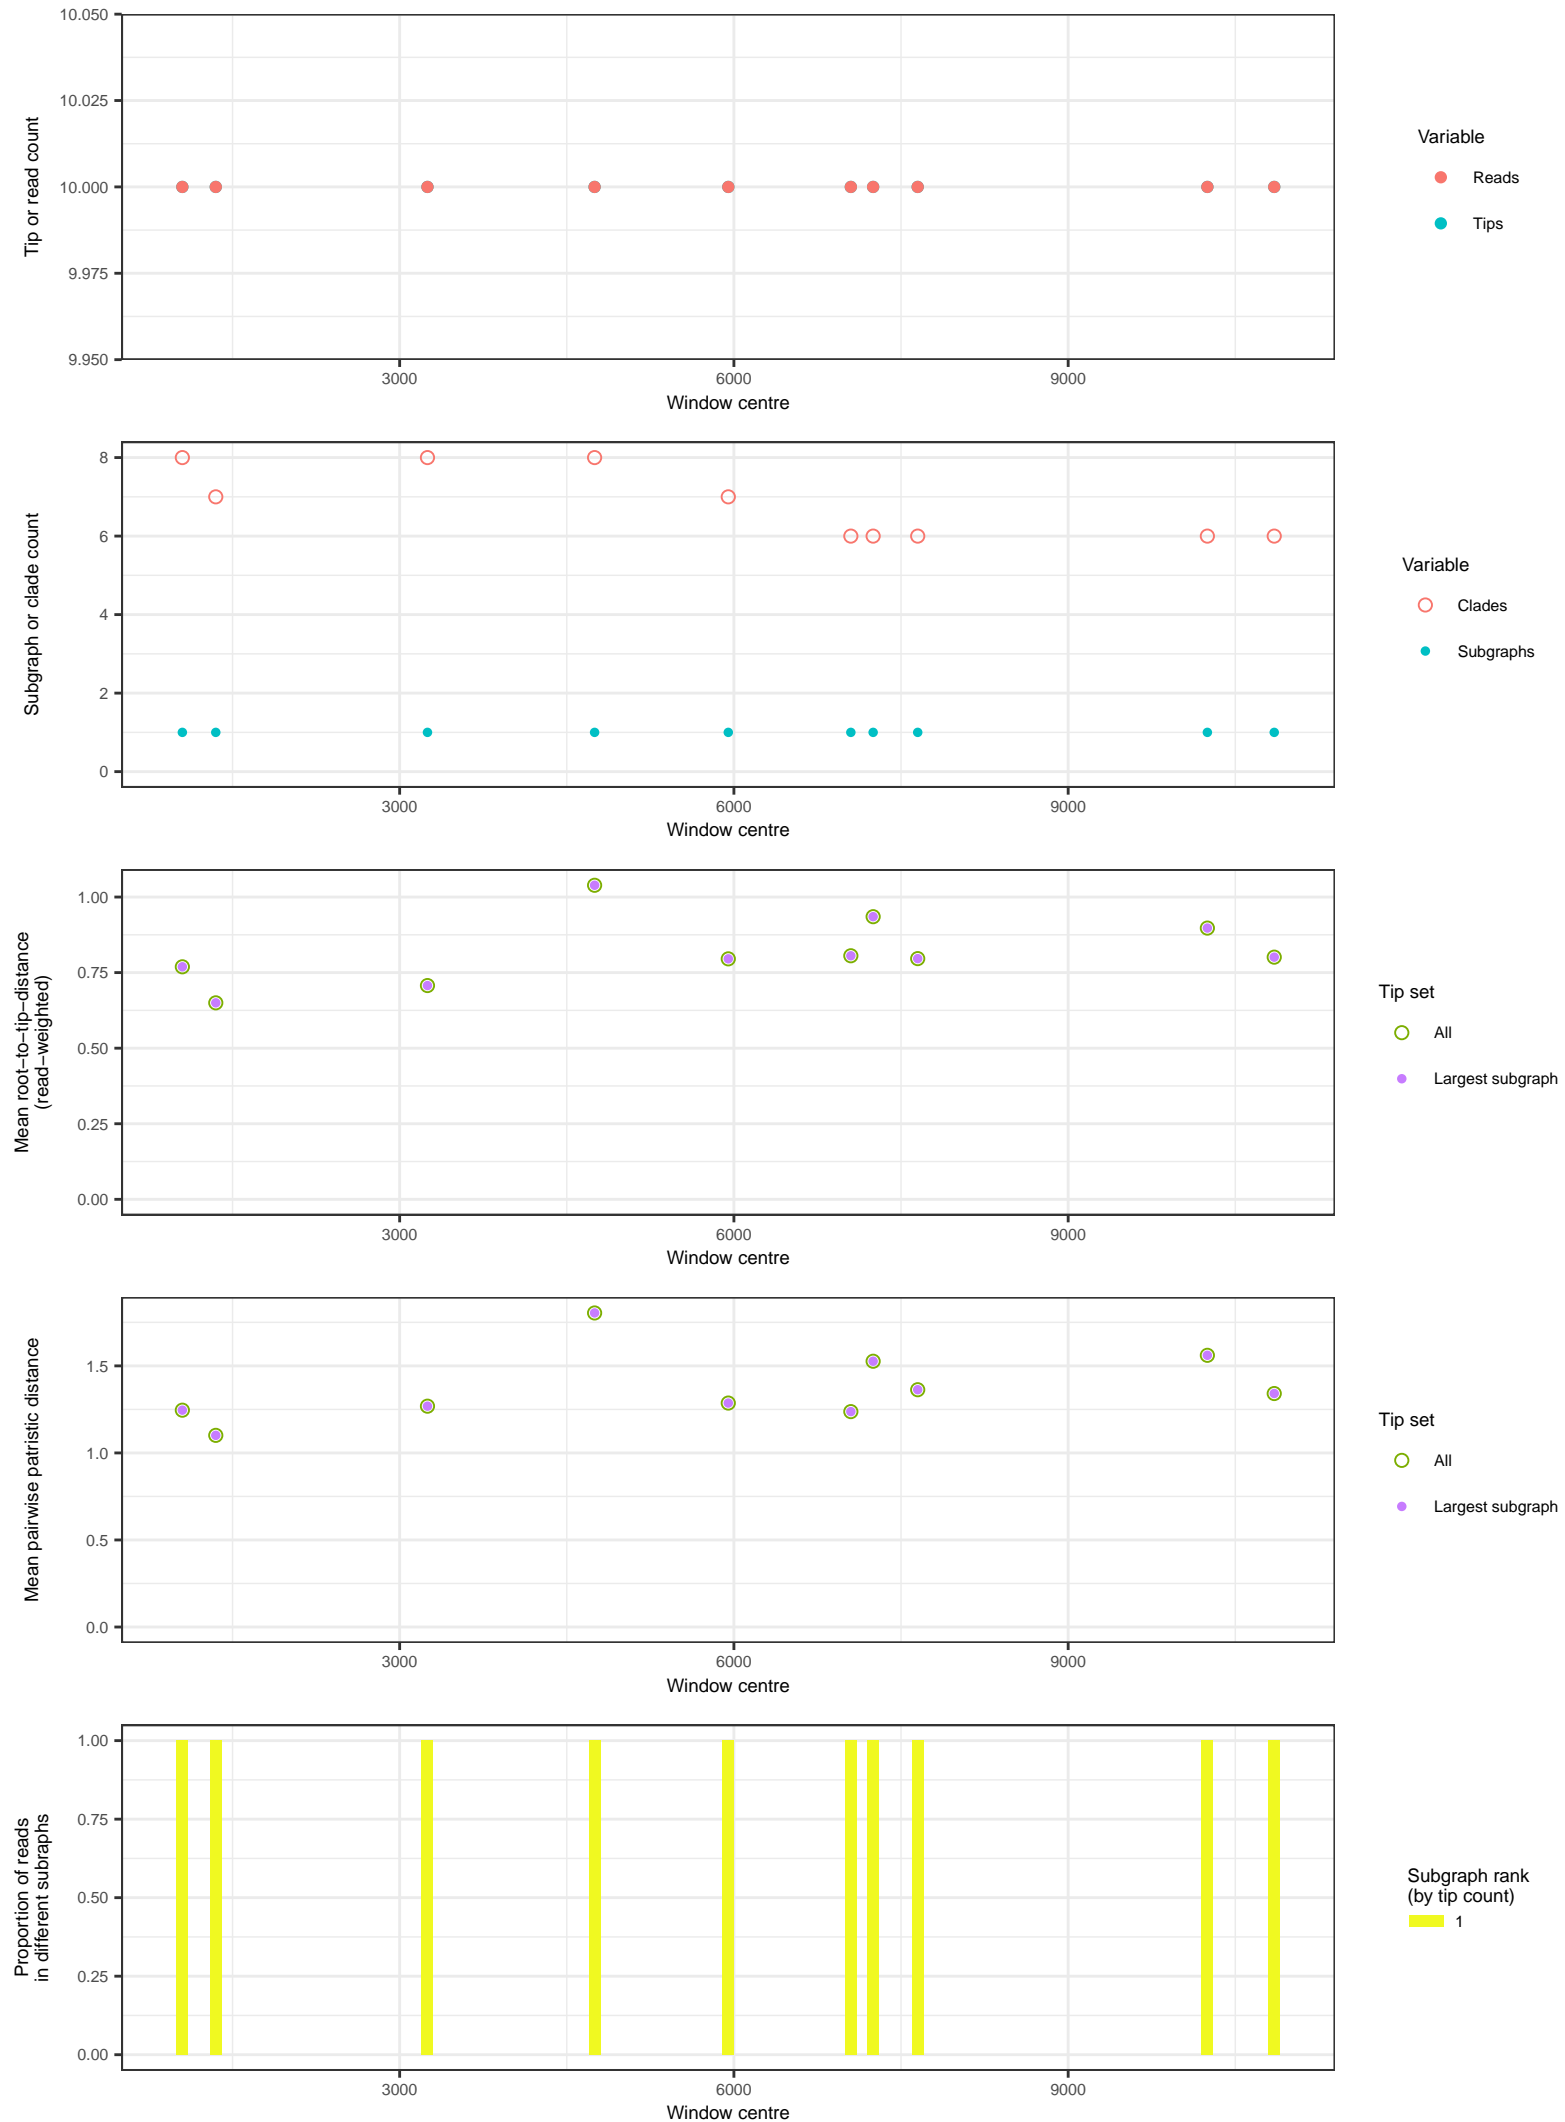 10.050
10.025
10.000
9.975
9.950
Tip or read count
3000
6000
9000
Window centre
Variable
Reads
Tips
8
6
4
2
0
Subgraph or clade count
3000
6000
9000
Window centre
Variable
Clades
Subgraphs
1.00
0.75
0.50
0.25
0.00
Mean root−to−tip−distance
(read−weighted)
3000
6000
9000
Window centre
Tip set
All
Largest subgraph
1.5
1.0
0.5
0.0
Mean pairwise patristic distance
3000
6000
9000
Window centre
Tip set
All
Largest subgraph
1.00
0.75
0.50
0.25
0.00
Proportion of reads
in different subraphs
3000
6000
9000
Window centre
Subgraph rank
(by tip count)
1